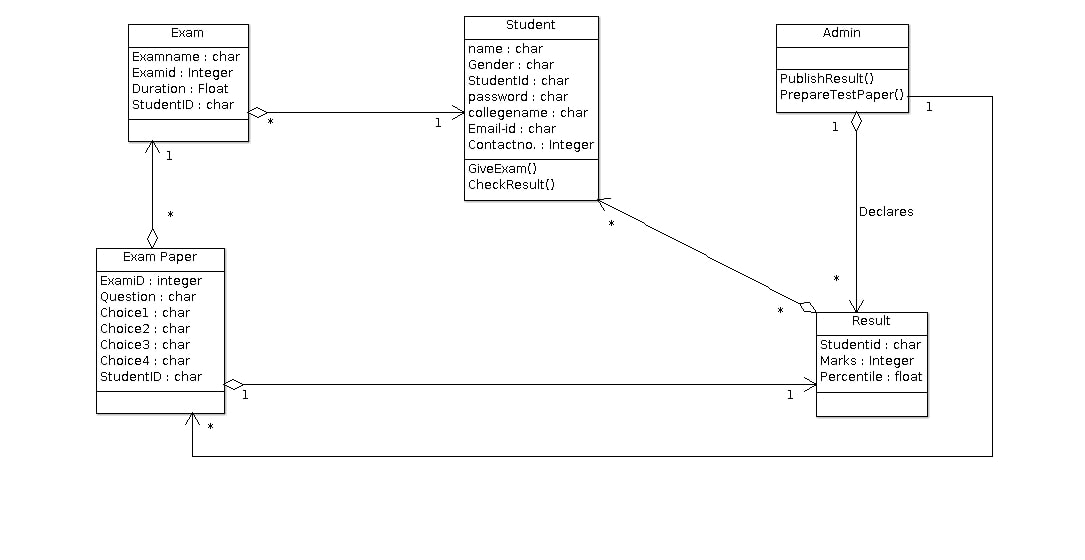 Exam
Examname : char
Examid : Integer
Duration : Float
StudentID : char
*
1
Student
name : char
Gender : char
StudentId : char
password : char
collegename : char
Email-id : char
Contactno. : Integer
GiveExam()
CheckResult()
Admin
PublishResult()
PrepareTestPaper()
1
1
Declares
*
1
*
*
*
Exam Paper
ExamiD : integer
Question : char
Choice1 : char
Choice2 : char
Choice3 : char
Choice4 : char
StudentID : char
1
1
*
Result
Studentid : char
Marks : Integer
Percentile : float